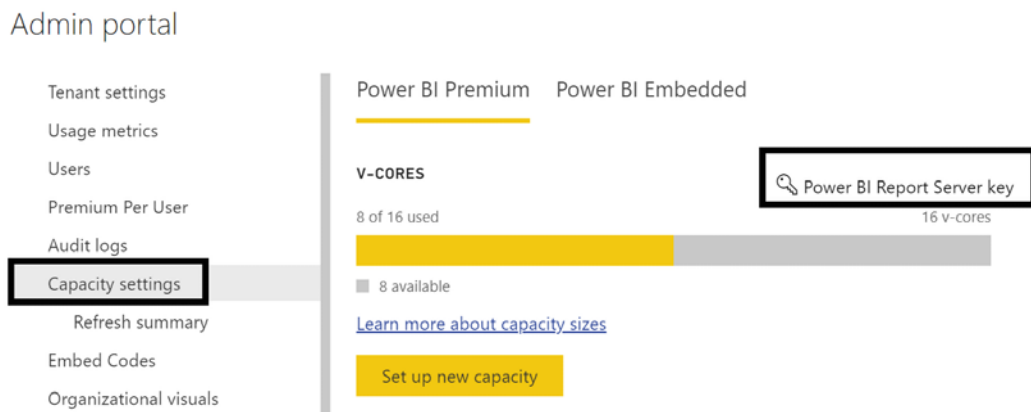 Admin portal
Tenant settings
Usage metrics
Users
Premium Per User
Audit logs
Capacity settings
Refresh summary
Embed Codes
Organizational visuals
Power BI Premium
Power BI Embedded
V-CORES
Power BI Report Server key
8 of 16 used
16 v-cores
8 available
Learn more about capacity sizes
Set up new capacity